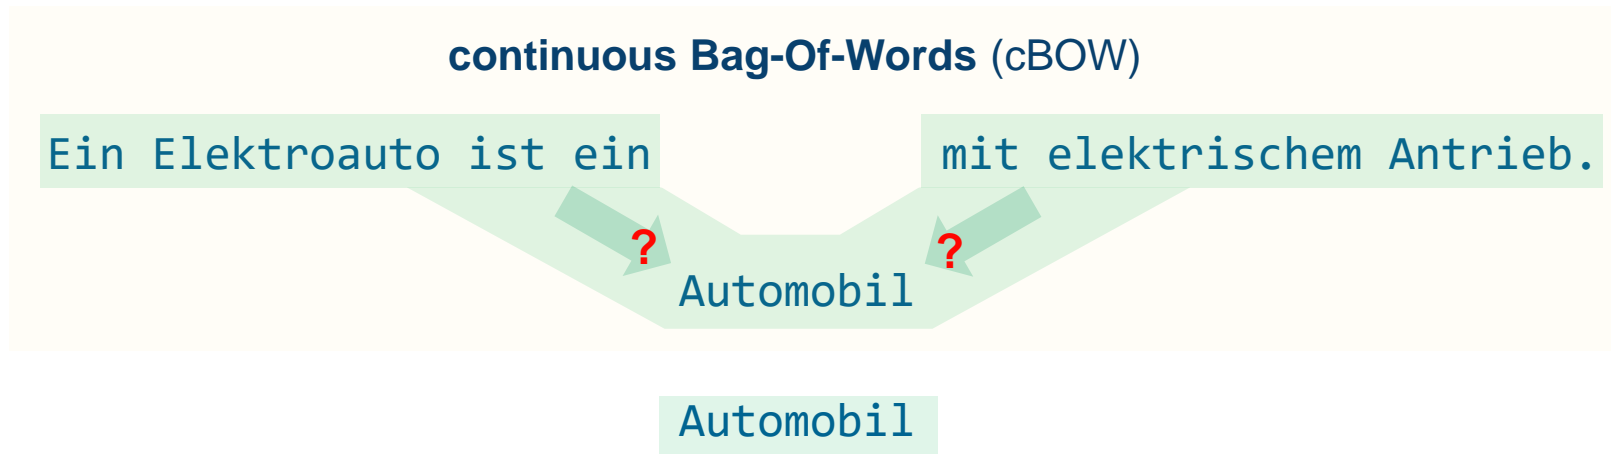 continuous Bag-Of-Words (cBOW)
Ein Elektroauto ist ein mit elektrischem Antrieb.
? ?
Automobil
Automobil